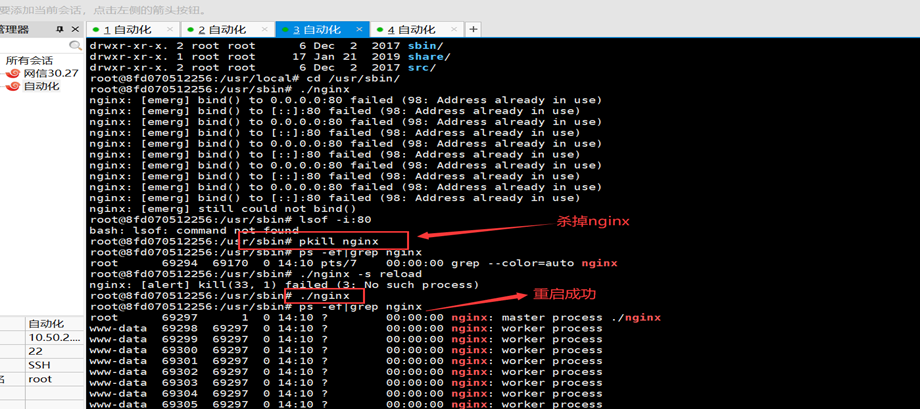 要添加当前会话，点击左侧的箭头按钮。
管理器
所有会话
网信30.27
自动化
1 自动化
2 自动化
3 自动化
4 自动化
drwxr-xr-x. 2 root root      6 Dec  2  2017 sbin/
drwxr-xr-x. 1 root root     17 Jan 21  2019 share/
drwxr-xr-x. 2 root root      6 Dec  2  2017 src/
root@8fd070512256:/usr/local# cd /usr/sbin/
root@8fd070512256:/usr/sbin# ./nginx
nginx: [emerg] bind() to 0.0.0.0:80 failed (98: Address already in use)
nginx: [emerg] bind() to [::]:80 failed (98: Address already in use)
nginx: [emerg] bind() to 0.0.0.0:80 failed (98: Address already in use)
nginx: [emerg] bind() to [::]:80 failed (98: Address already in use)
nginx: [emerg] bind() to 0.0.0.0:80 failed (98: Address already in use)
nginx: [emerg] bind() to [::]:80 failed (98: Address already in use)
nginx: [emerg] bind() to 0.0.0.0:80 failed (98: Address already in use)
nginx: [emerg] bind() to [::]:80 failed (98: Address already in use)
nginx: [emerg] bind() to 0.0.0.0:80 failed (98: Address already in use)
nginx: [emerg] bind() to [::]:80 failed (98: Address already in use)
nginx: [emerg] still could not bind()
root@8fd070512256:/usr/sbin# lsof -i:80
bash: lsof: command not found
root@8fd070512256:/usr/sbin# pkill nginx
杀掉nginx
root@8fd070512256:/usr/sbin# ps -ef|grep nginx
root      69294  69170  0 14:10 pts/7    00:00:00 grep --color=auto nginx
root@8fd070512256:/usr/sbin# ./nginx -s reload
nginx: [alert] kill(33, 1) failed (3: No such process)
root@8fd070512256:/usr/sbin# ./nginx
重启成功
root@8fd070512256:/usr/sbin# ps -ef|grep nginx
root      69297      1  0 14:10 ?        00:00:00 nginx: master process ./nginx
www-data  69298  69297  0 14:10 ?        00:00:00 nginx: worker process
www-data  69299  69297  0 14:10 ?        00:00:00 nginx: worker process
www-data  69300  69297  0 14:10 ?        00:00:00 nginx: worker process
www-data  69301  69297  0 14:10 ?        00:00:00 nginx: worker process
www-data  69302  69297  0 14:10 ?        00:00:00 nginx: worker process
www-data  69303  69297  0 14:10 ?        00:00:00 nginx: worker process
www-data  69304  69297  0 14:10 ?        00:00:00 nginx: worker process
www-data  69305  69297  0 14:10 ?        00:00:00 nginx: worker process
自动化
10.50.2....
22
SSH
名 root